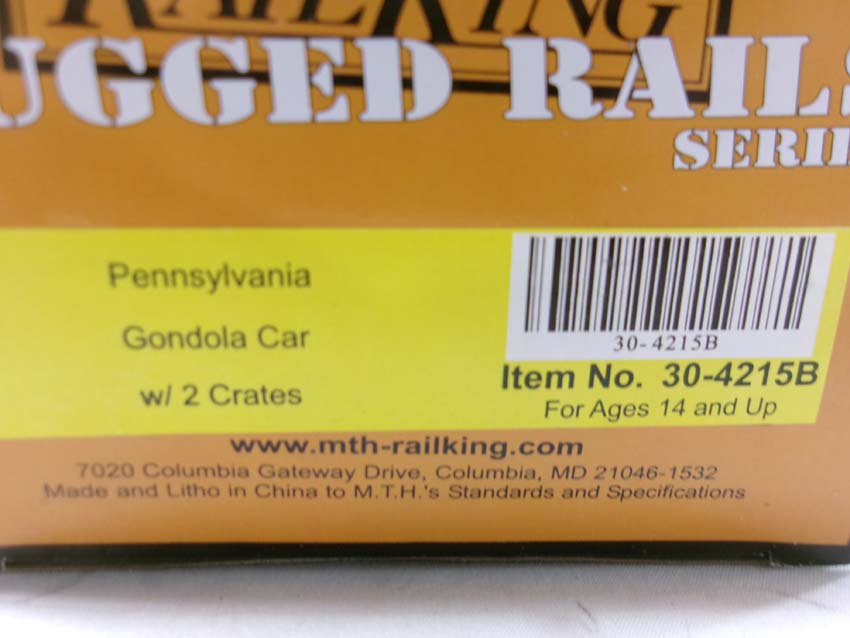 RAILKING
UGGED RAILS
SERIE
Pennsylvania
Gondola Car
w/ 2 Crates
30-4215B
Item No. 30-4215B
For Ages 14 and Up
www.mth-railking.com
7020 Columbia Gateway Drive, Columbia, MD 21046-1532
Made and Litho in China to M.T.H.'s Standards and Specifications